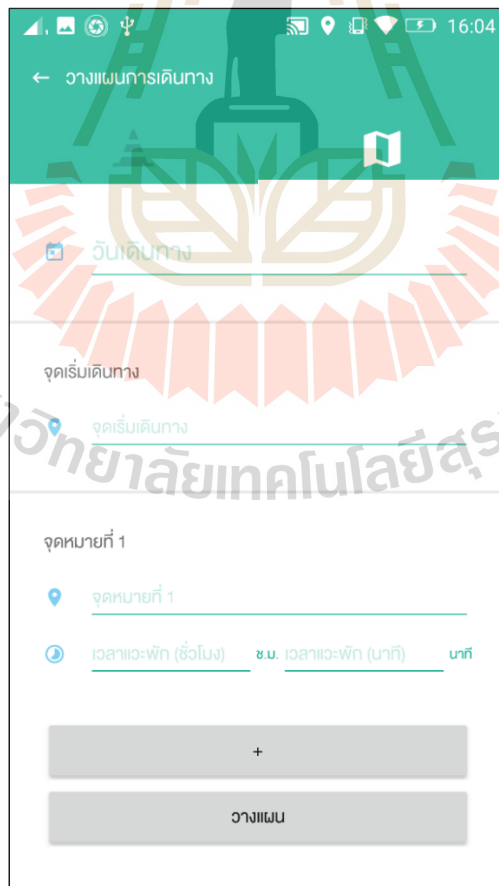 16:04
← วางแผนการเดินทาง
วันเดินทาง
จุดเริ่มเดินทาง
จุดเริ่มเดินทาง
วิทยาลัยเทคโนโลยีสุร
จุดหมายที่ 1
จุดหมายที่ 1
เวลาแวะพัก (ชั่วโมง) ช.ม. เวลาแวะพัก (นาที) นาที
+
วางแผน